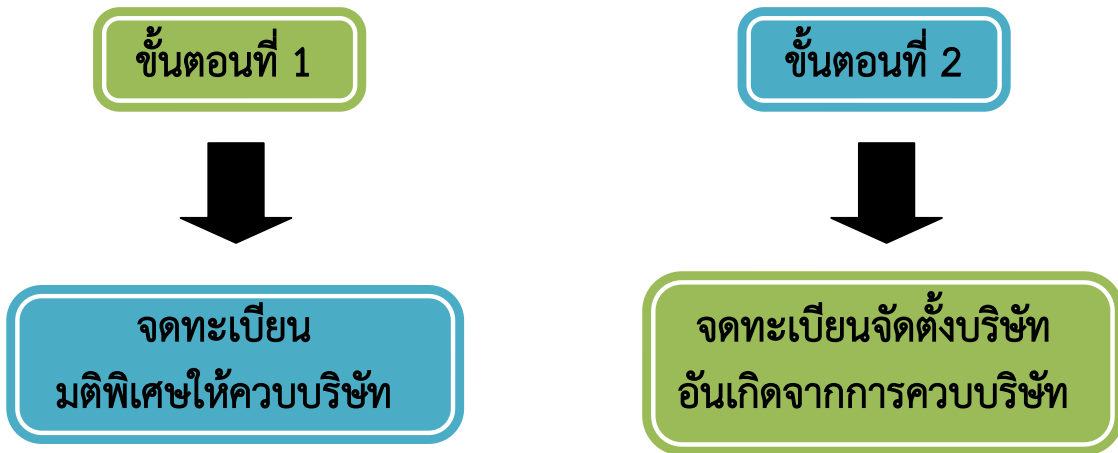 ขั้นตอนที่ 1
ขั้นตอนที่ 2
จดทะเบียน
มติพิเศษให้ควบบริษัท
จดทะเบียนจัดตั้งบริษัท
อันเกิดจากการควบบริษัท